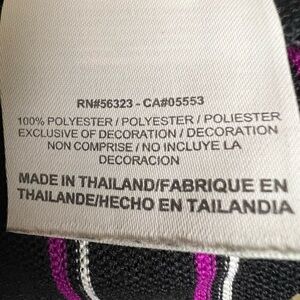 RN#56323 - CA#05553
100% POLYESTER / POLYESTER / POLIESTER
EXCLUSIVE OF DECORATION / DECORATION
NON COMPRISE / NO INCLUYE LA
DECORACION
MADE IN THAILAND/FABRIQUE EN
THAILANDE/HECHO EN TAILANDIA